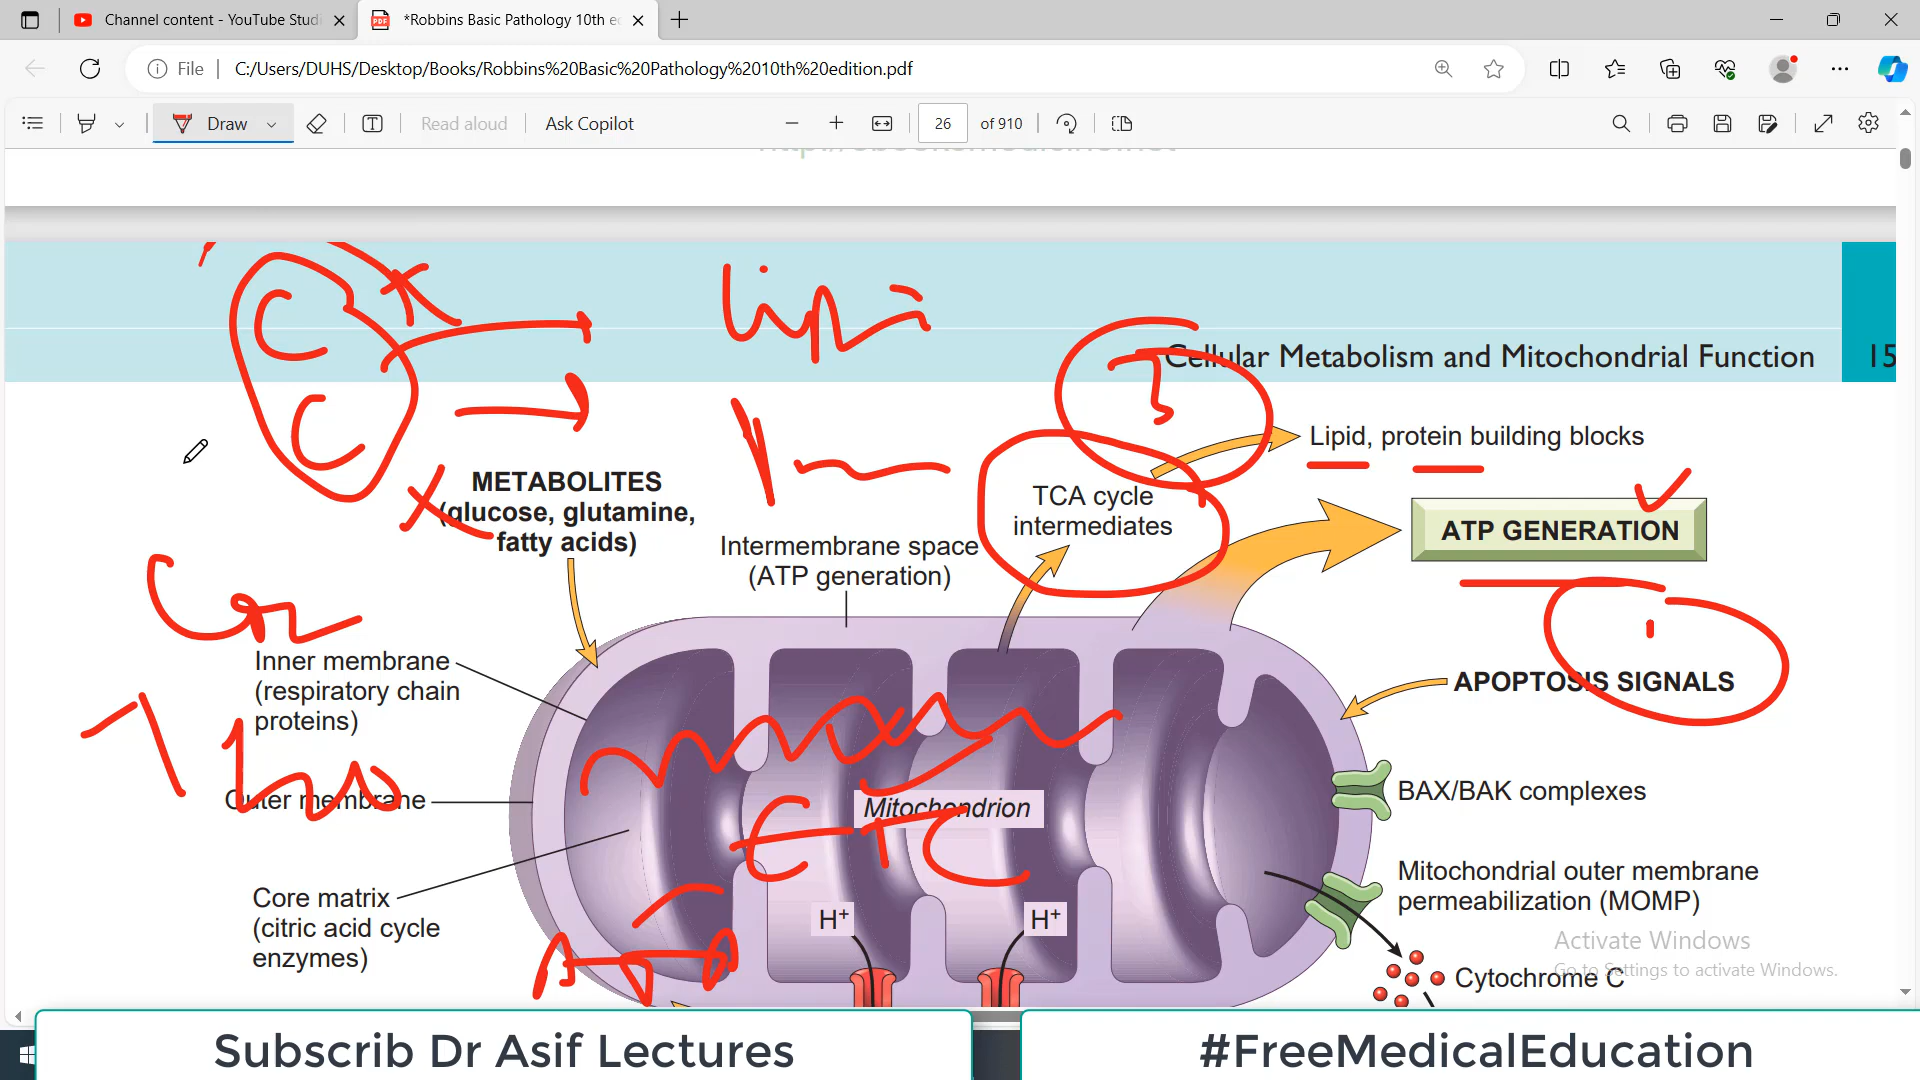 Channel content - YouTube Studi
*Robbins Basic Pathology 10th e
File
C:/Users/DUHS/Desktop/Books/Robbins%20Basic%20Pathology%2010th%20edition.pdf
Draw
Read aloud
Ask Copilot
26
of 910
Cellular Metabolism and Mitochondrial Function 15
C
C
3
Lipid, protein building blocks
METABOLITES
(glucose, glutamine,
fatty acids)
TCA cycle
intermediates
ATP GENERATION
Intermembrane space
(ATP generation)
Inner membrane
(respiratory chain
proteins)
APOPTOSIS SIGNALS
Outer membrane
Mitochondrion
ETC
BAX/BAK complexes
Core matrix
(citric acid cycle
enzymes)
H+
H+
Mitochondrial outer membrane
permeabilization (MOMP)
Activate Windows
Go to Settings to activate Windows.
Cytochrome C
Subscrib Dr Asif Lectures
#FreeMedicalEducation